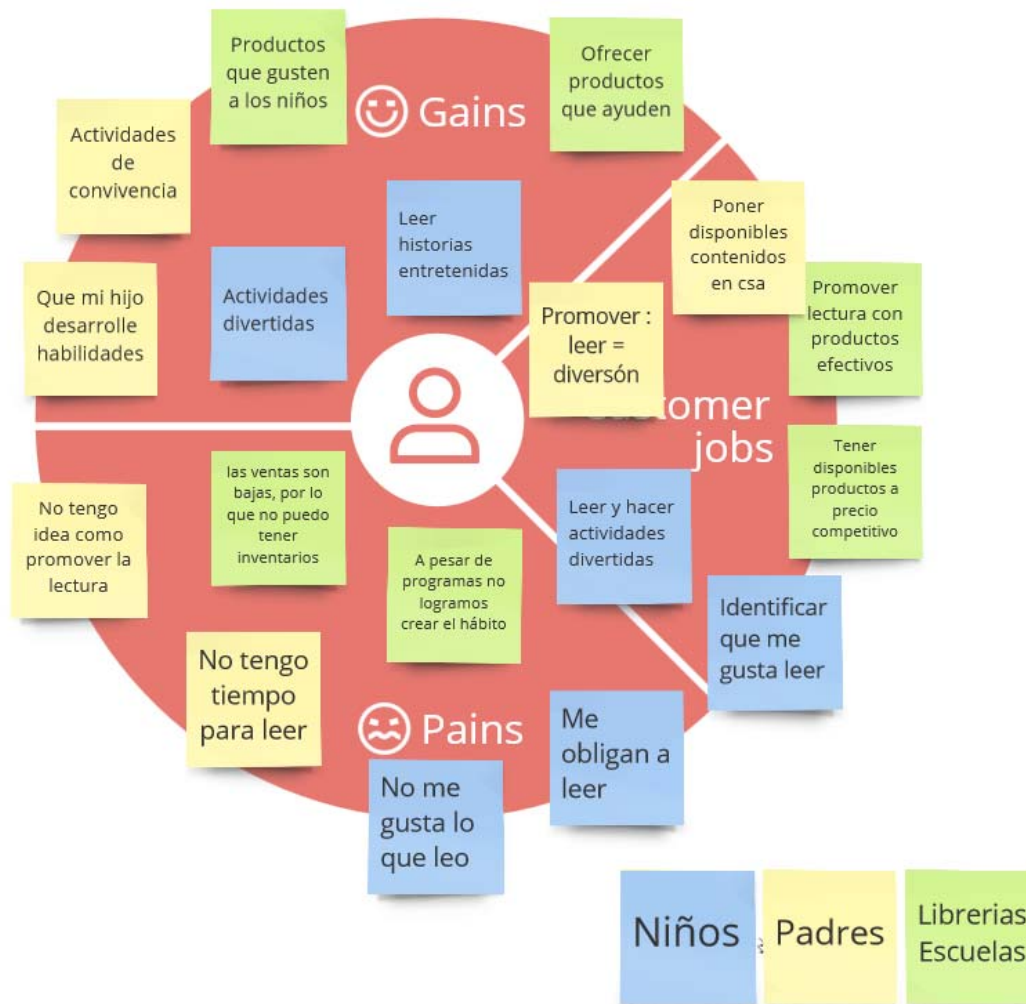 Productos
que gusten
a los niños
Ofrecer
productos
que ayuden
Gains
Actividades
de
convivencia
Leer
historias
entretenidas
Poner
disponibles
contenidos
en csa
Que mi hijo
desarrolle
habilidades
Actividades
divertidas
Promover :
leer =
diversón
Promover
lectura con
productos
efectivos
jobs
las ventas son
bajas, por lo
que no puedo
tener
inventarios
Tener
disponibles
productos a
precio
competitivo
No tengo
idea como
promover la
lectura
A pesar de
programas no
logramos
crear el hábito
Leer y hacer
actividades
divertidas
Identificar
que me
gusta leer
No tengo
tiempo
para leer
Pains
Me
obligan a
leer
No me
gusta lo
que leo
Niños
Padres
Librerias
Escuelas